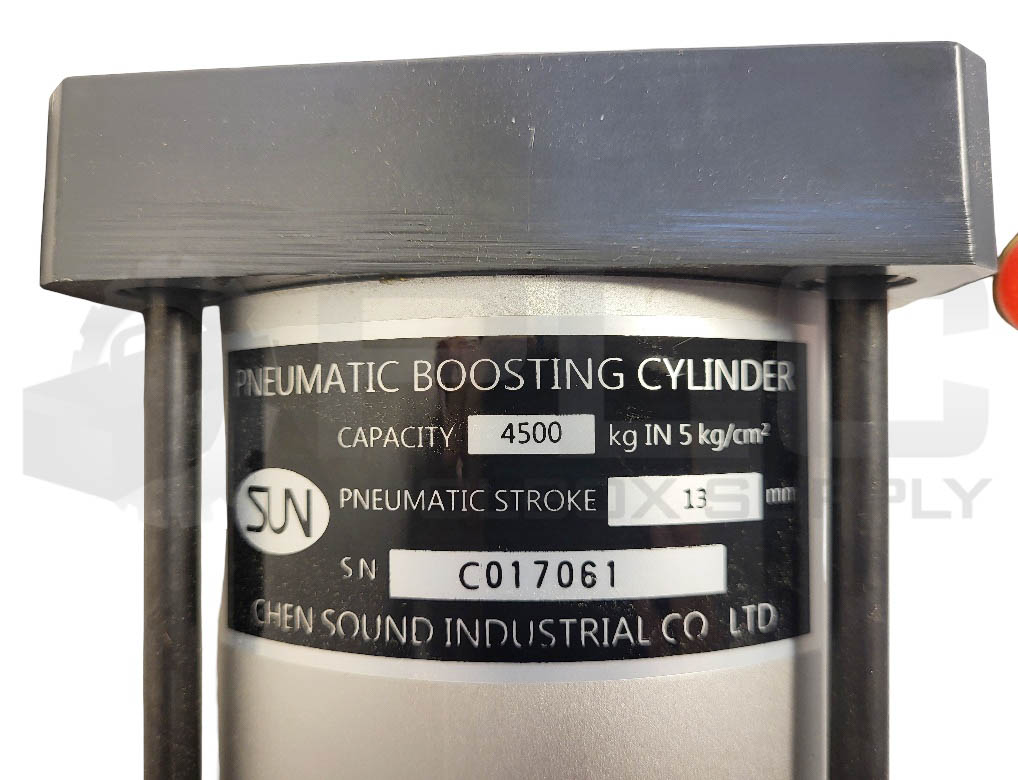 PNEUMATIC BOOSTING CYLINDER
CAPACITY 4500 kg IN 5 kg/cm²
SUN
PNEUMATIC STROKE 13 mm
SN C017061
CHEN SOUND INDUSTRIAL CO LTD
SUPPLY